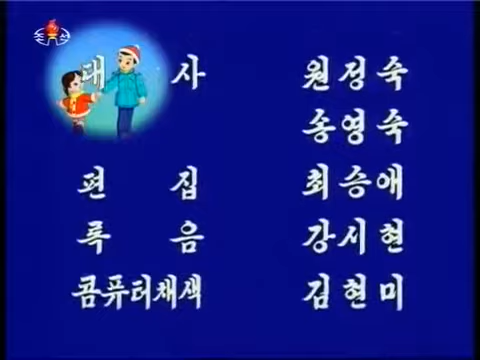 대 사 원정숙
송영숙
편 집 최승애
록 음 강서현
콤퓨터채색 김현미